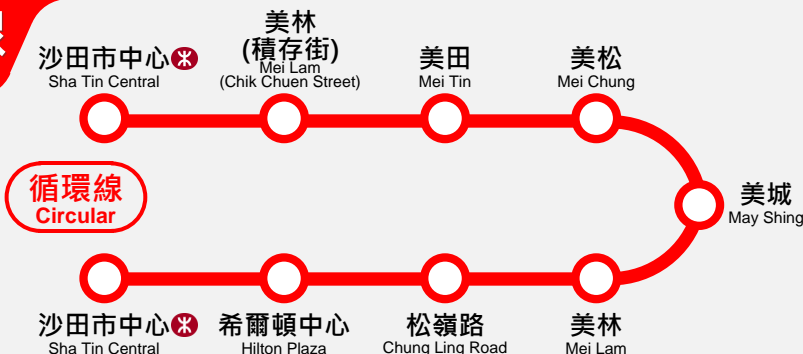 線
沙田市中心
Sha Tin Central
美林
(積存街)
Mei Lam
(Chik Chuen Street)
美田
Mei Tin
美松
Mei Chung
循環線
Circular
美城
May Shing
沙田市中心
Sha Tin Central
希爾頓中心
Hilton Plaza
松嶺路
Chung Ling Road
美林
Mei Lam